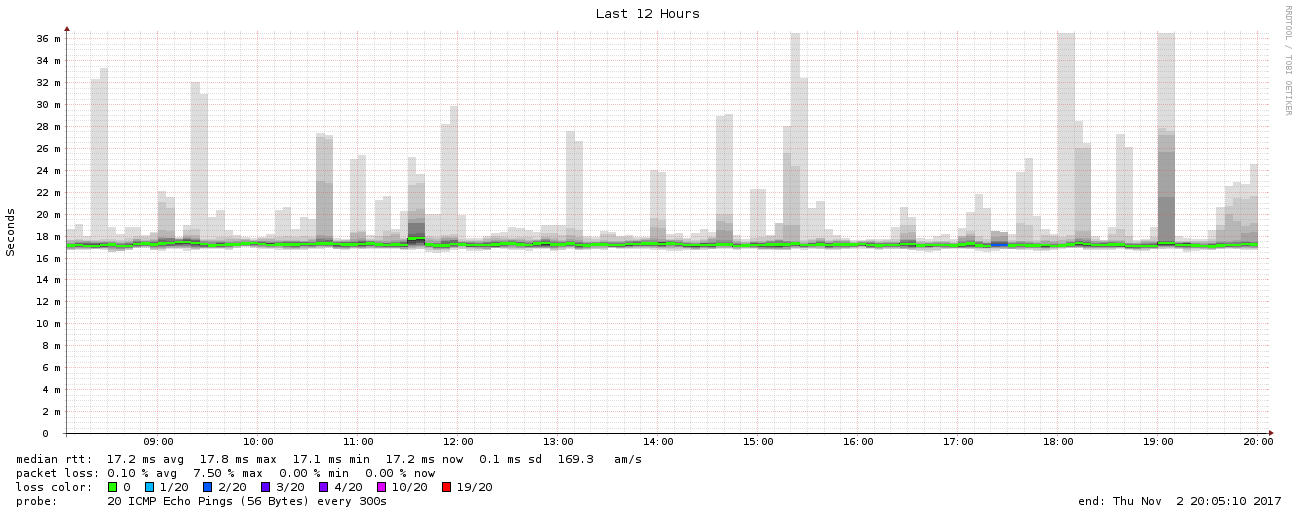 Last 12 Hours
RRDTOOL / TOBI OETIKER
Seconds
36 m
34 m
32 m
30 m
28 m
26 m
24 m
22 m
20 m
18 m
16 m
14 m
12 m
10 m
8 m
6 m
4 m
2 m
0
09:00 10:00 11:00 12:00 13:00 14:00 15:00 16:00 17:00 18:00 19:00 20:00
median rtt: 17.2 ms avg 17.8 ms max 17.1 ms min 17.2 ms now 0.1 ms sd 169.3 am/s
packet loss: 0.10 % avg 7.50 % max 0.00 % min 0.00 % now
loss color: 0 1/20 2/20 3/20 4/20 10/20 19/20
probe: 20 ICMP Echo Pings (56 Bytes) every 300s end: Thu Nov 2 20:05:10 2017